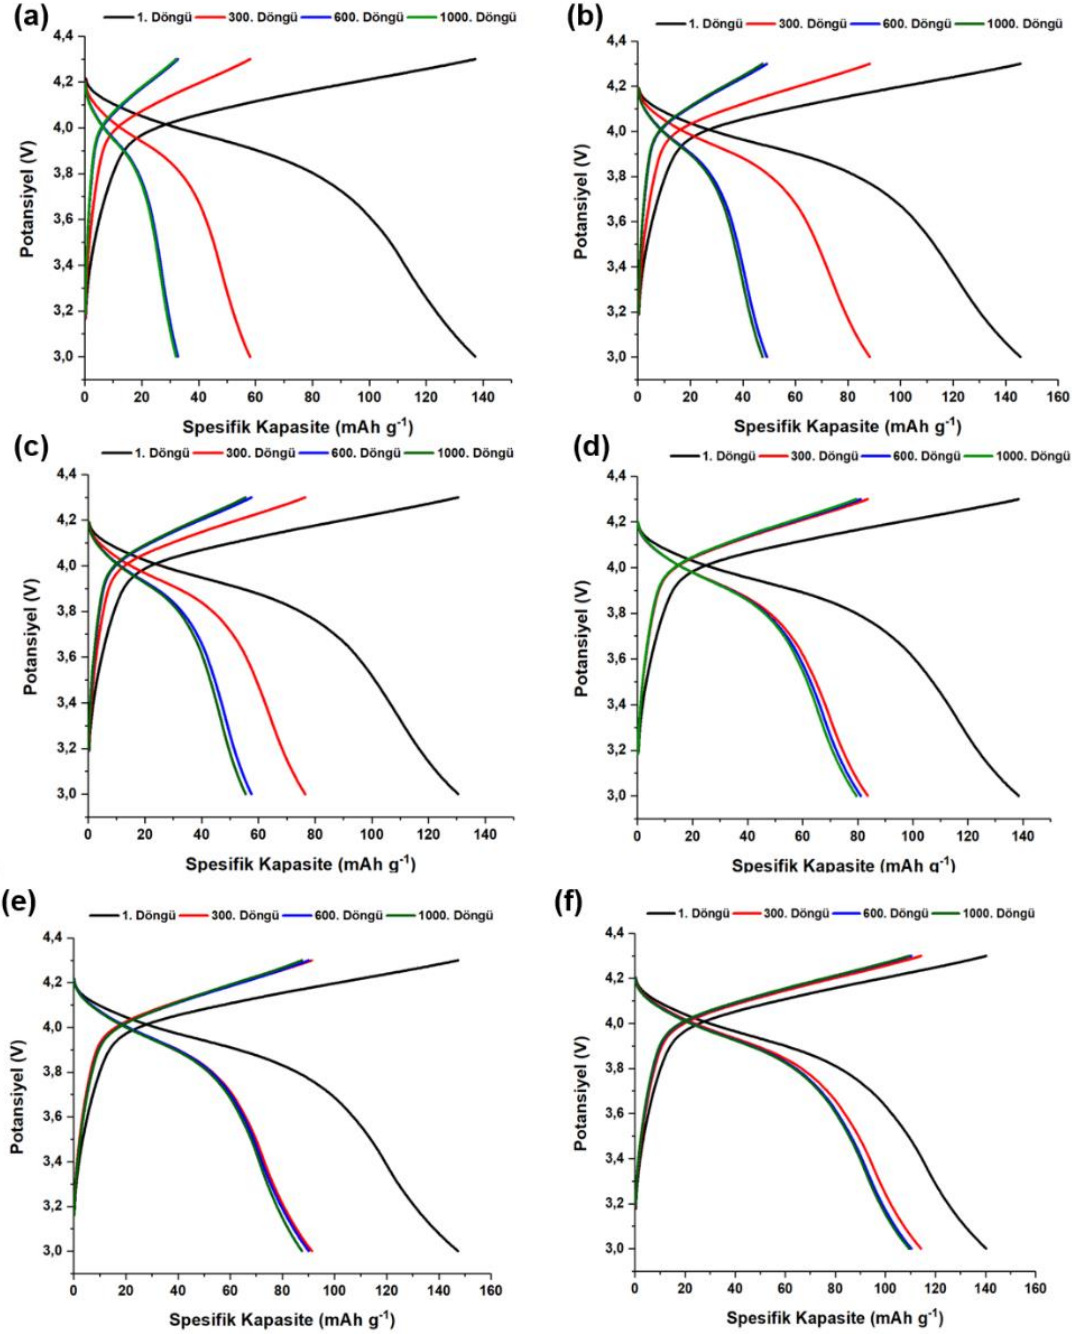 (a)
1. Döngü 300. Döngü 600. Döngü 1000. Döngü
4,4
4,2
4,0
3,8
3,6
3,4
3,2
3,0
Potansiyel (V)
0 20 40 60 80 100 120 140
Spesifik Kapasite (mAh g⁻¹)
(b)
1. Döngü 300. Döngü 600. Döngü 1000. Döngü
4,4
4,2
4,0
3,8
3,6
3,4
3,2
3,0
Potansiyel (V)
0 20 40 60 80 100 120 140 160
Spesifik Kapasite (mAh g⁻¹)
(c)
1. Döngü 300. Döngü 600. Döngü 1000. Döngü
4,4
4,2
4,0
3,8
3,6
3,4
3,2
3,0
Potansiyel (V)
0 20 40 60 80 100 120 140
Spesifik Kapasite (mAh g⁻¹)
(d)
1. Döngü 300. Döngü 600. Döngü 1000. Döngü
4,4
4,2
4,0
3,8
3,6
3,4
3,2
3,0
Potansiyel (V)
0 20 40 60 80 100 120 140
Spesifik Kapasite (mAh g⁻¹)
(e)
1. Döngü 300. Döngü 600. Döngü 1000. Döngü
4,4
4,2
4,0
3,8
3,6
3,4
3,2
3,0
Potansiyel (V)
0 20 40 60 80 100 120 140 160
Spesifik Kapasite (mAh g⁻¹)
(f)
1. Döngü 300. Döngü 600. Döngü 1000. Döngü
4,4
4,2
4,0
3,8
3,6
3,4
3,2
3,0
Potansiyel (V)
0 20 40 60 80 100 120 140 160
Spesifik Kapasite (mAh g⁻¹)